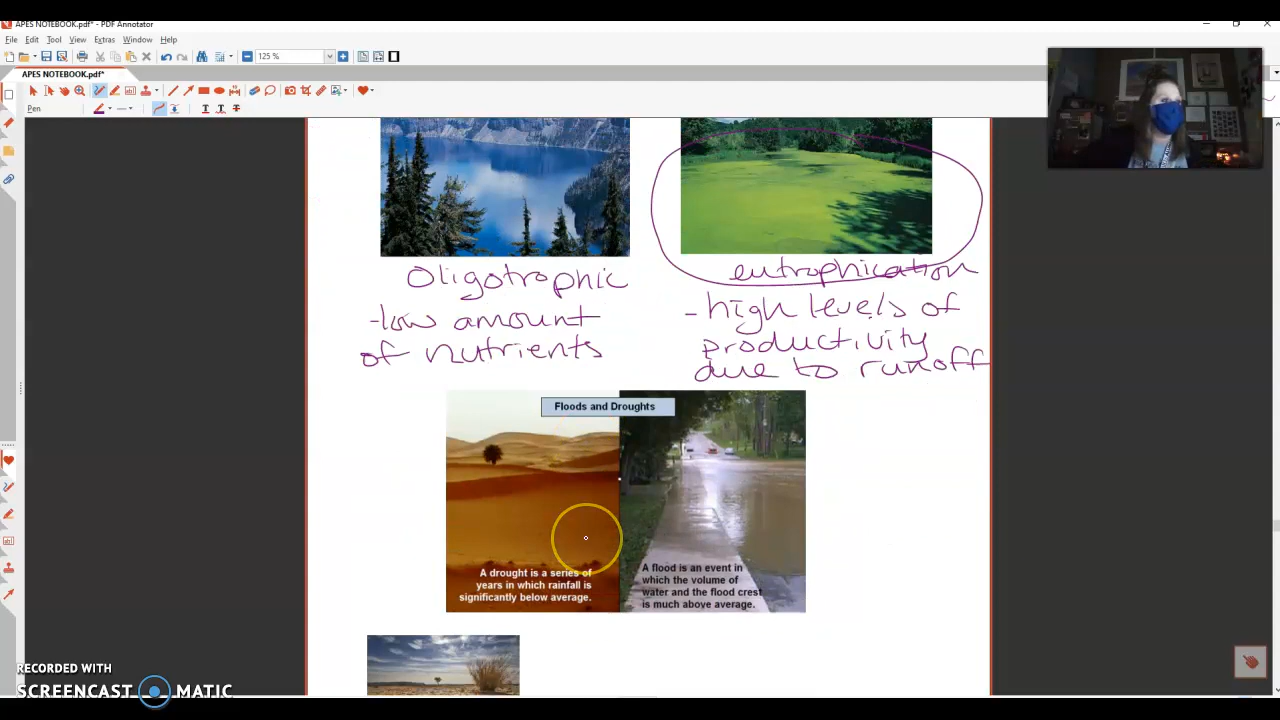 APES NOTEBOOK.pdf* - PDF Annotator
File Edit Tool View Extras Window Help
125 %
APES NOTEBOOK.pdf*
Pen
Oligotrophic
-low amount
of nutrients
eutrophication
- high levels of
productivity
due to runoff
Floods and Droughts
A drought is a series of
years in which rainfall is
significantly below average.
A flood is an event in
which the volume of
water and the flood crest
is much above average.
RECORDED WITH
SCREENCAST MATIC